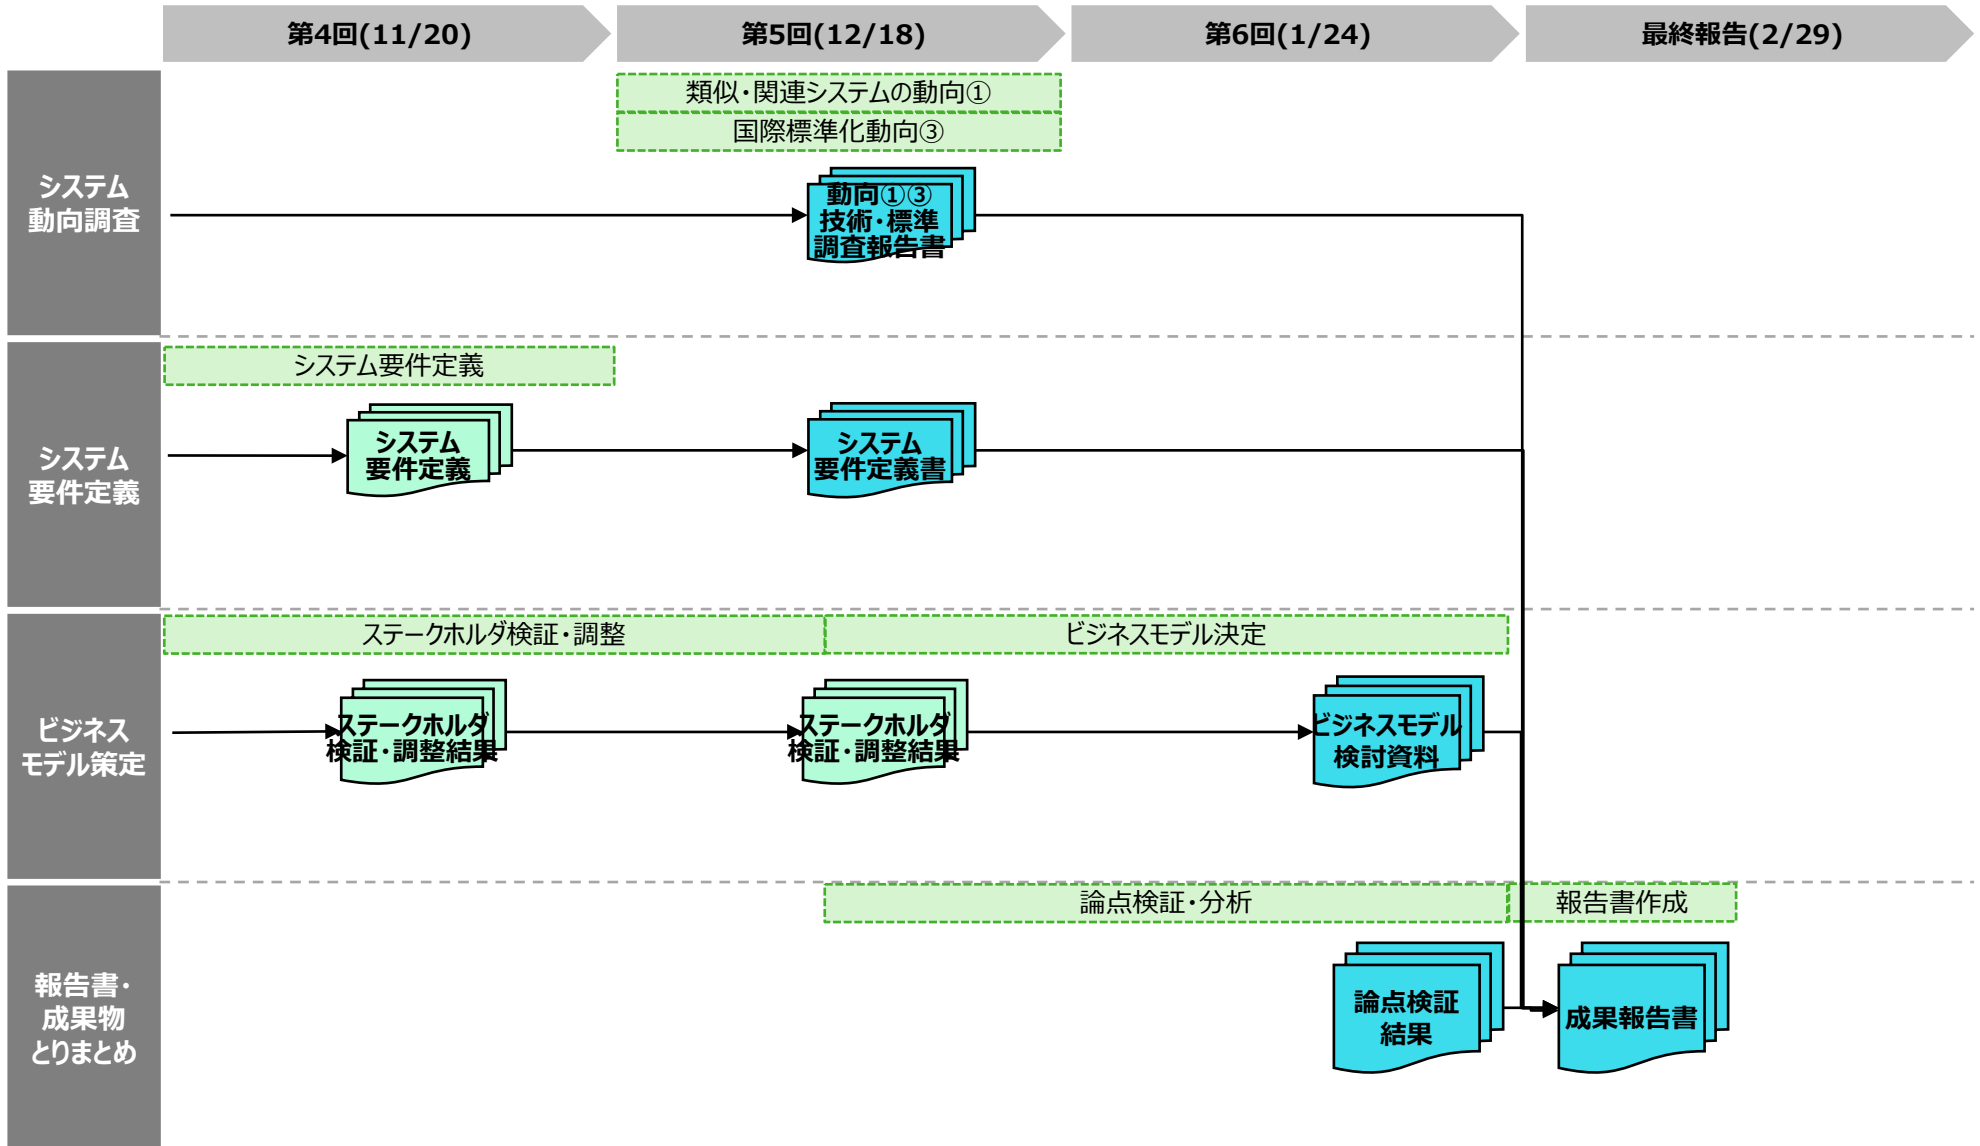 第4回(11/20)
第5回(12/18)
第6回(1/24)
最終報告(2/29)
システム
動向調査
類似・関連システムの動向①
国際標準化動向③
動向①③
技術・標準
調査報告書
システム
要件定義
システム要件定義
システム
要件定義
システム
要件定義書
ビジネス
モデル策定
ステークホルダ検証・調整
ビジネスモデル決定
ステークホルダ
検証・調整結果
ステークホルダ
検証・調整結果
ビジネスモデル
検討資料
報告書・
成果物
とりまとめ
論点検証・分析
報告書作成
論点検証
結果
成果報告書